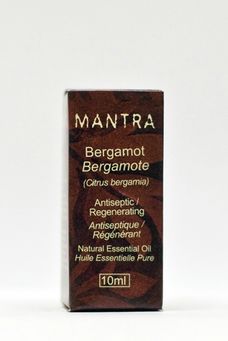 MANTRA
Bergamot
Bergamote
(Citrus bergamia)
Antiseptic /
Regenerating
Antiseptique /
Régénérant
Natural Essential Oil
Huile Essentielle Pure
10ml